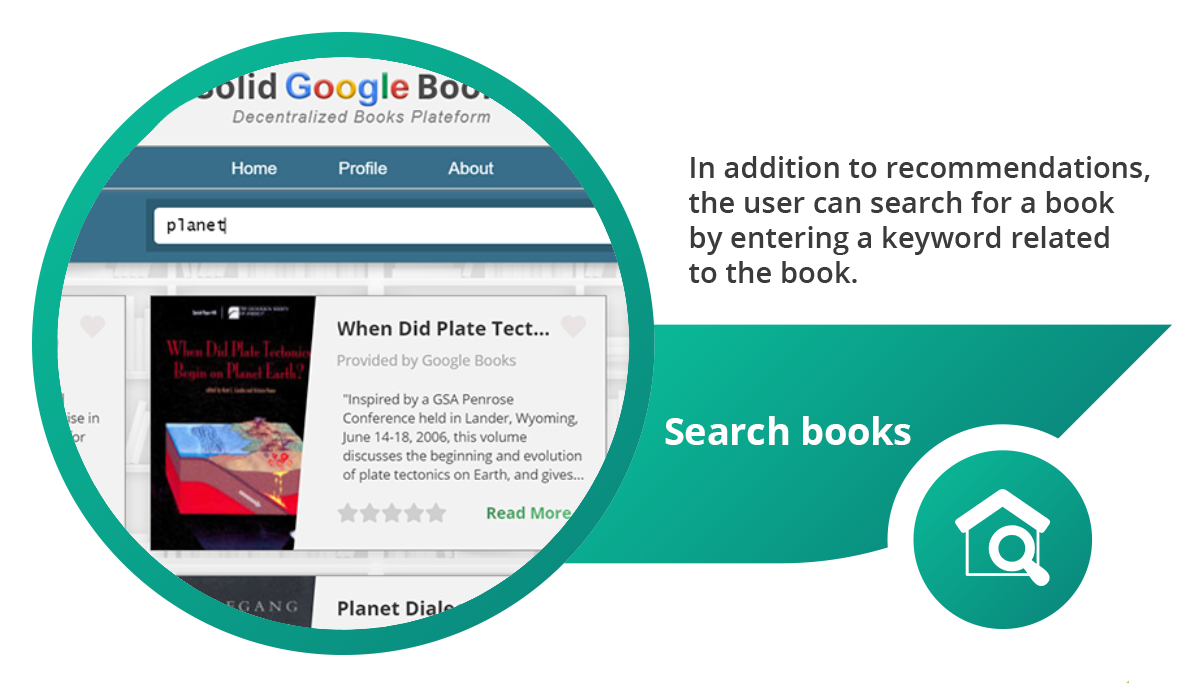 Solid Google Boo
Decentralized Books Plateform
Home Profile About
planet
When Did Plate Tectonics
Begin on Planet Earth?
When Did Plate Tect...
Provided by Google Books
"Inspired by a GSA Penrose
Conference held in Lander, Wyoming,
June 14-18, 2006, this volume
discusses the beginning and evolution
of plate tectonics on Earth, and gives...
Read More
ise in
for
EGANG
Planet Dialo
In addition to recommendations,
the user can search for a book
by entering a keyword related
to the book.
Search books